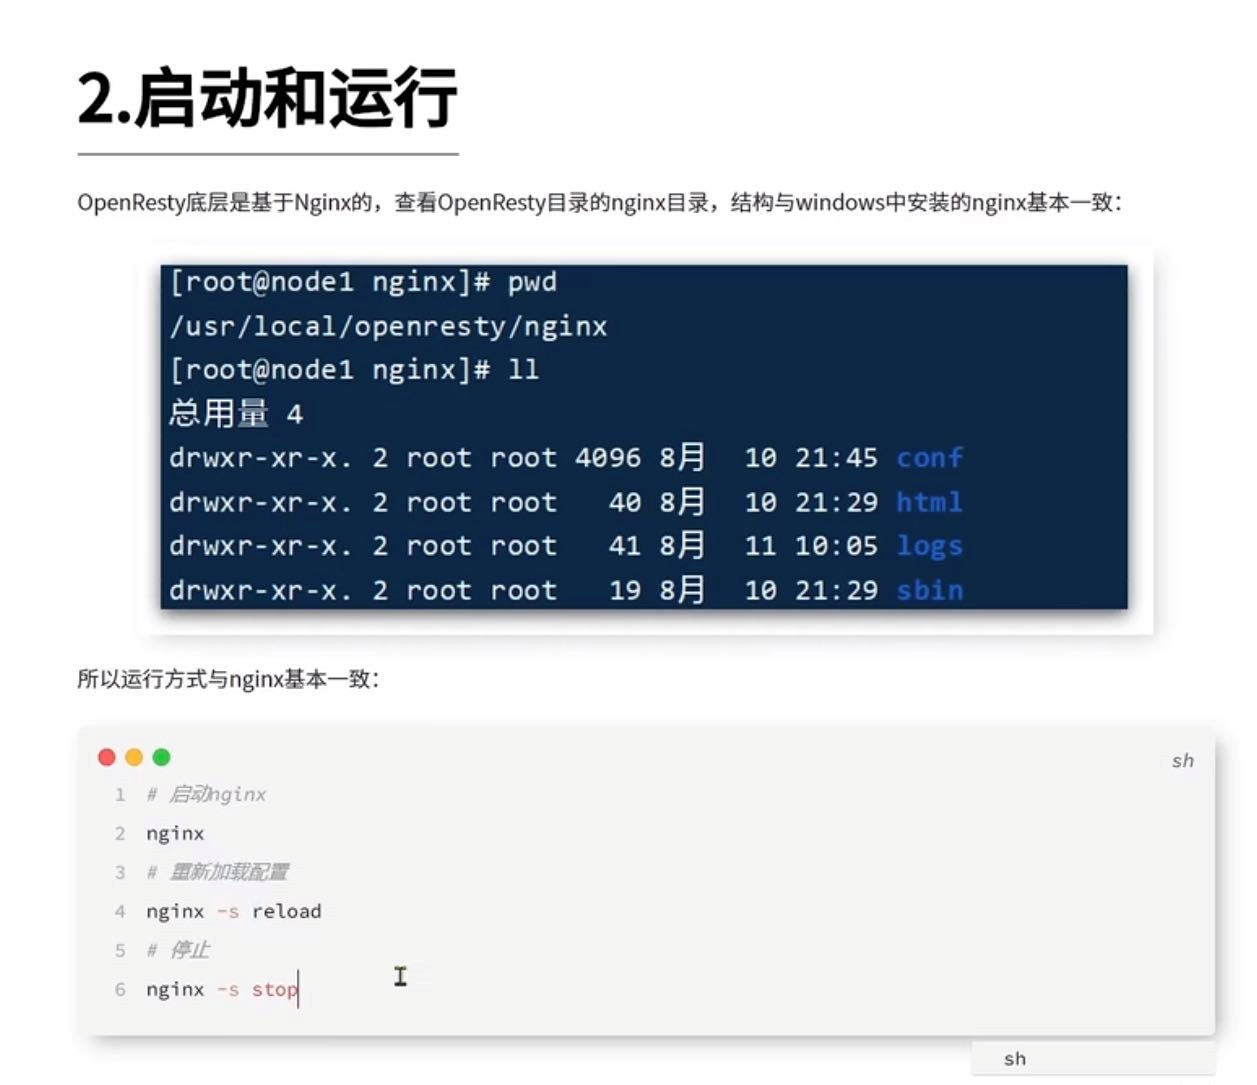 2.启动和运行
OpenResty底层是基于Nginx的，查看OpenResty目录的nginx目录，结构与windows中安装的nginx基本一致：
[root@node1 nginx]# pwd
/usr/local/openresty/nginx
[root@node1 nginx]# ll
总用量 4
drwxr-xr-x. 2 root root 4096 8月  10 21:45 conf
drwxr-xr-x. 2 root root   40 8月  10 21:29 html
drwxr-xr-x. 2 root root   41 8月  11 10:05 logs
drwxr-xr-x. 2 root root   19 8月  10 21:29 sbin
所以运行方式与nginx基本一致：
sh
1 # 启动nginx
2 nginx
3 # 重新加载配置
4 nginx -s reload
5 # 停止
6 nginx -s stop
sh